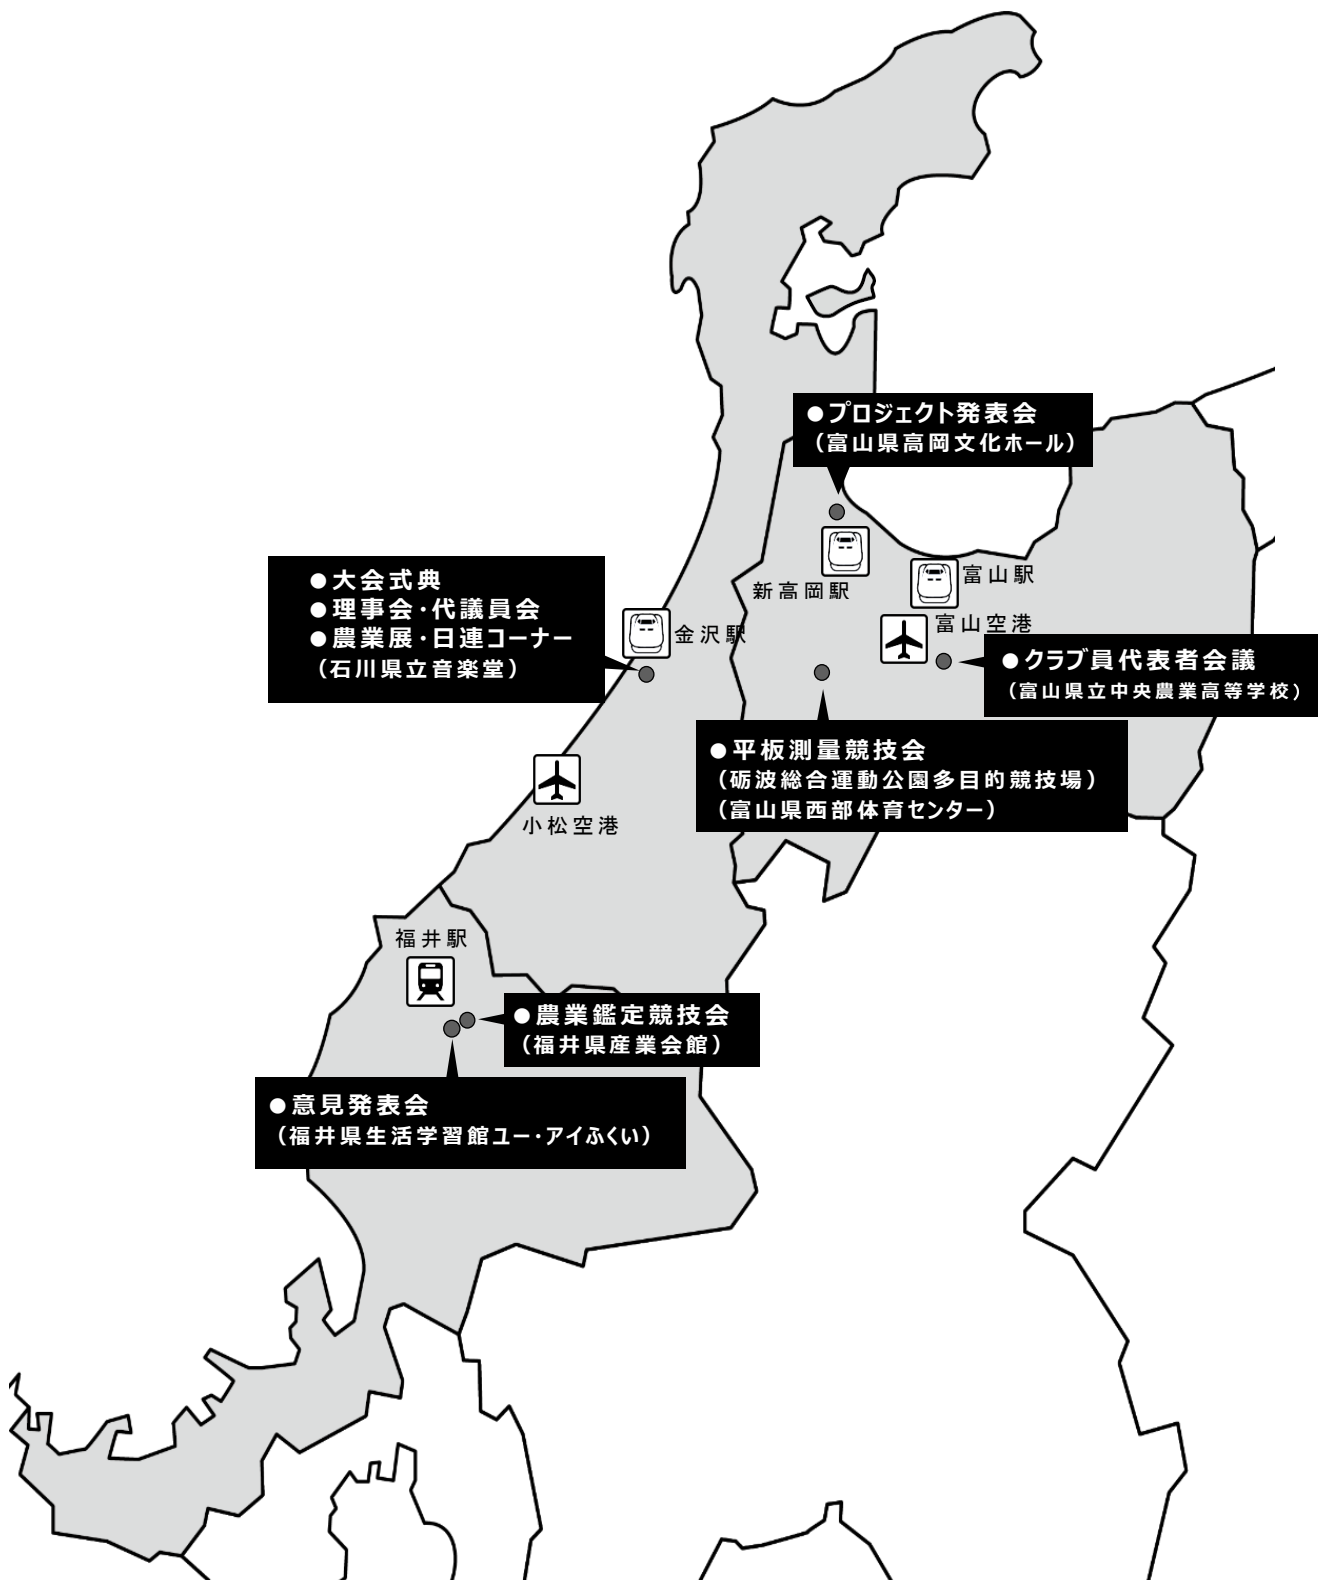 ●プロジェクト発表会
（富山県高岡文化ホール）
新高岡駅
富山駅
富山空港
●大会式典
●理事会・代議員会
●農業展・日連コーナー
（石川県立音楽堂）
金沢駅
●クラブ員代表者会議
（富山県立中央農業高等学校）
●平板測量競技会
（砺波総合運動公園多目的競技場）
（富山県西部体育センター）
小松空港
福井駅
●農業鑑定競技会
（福井県産業会館）
●意見発表会
（福井県生活学習館ユー・アイふくい）